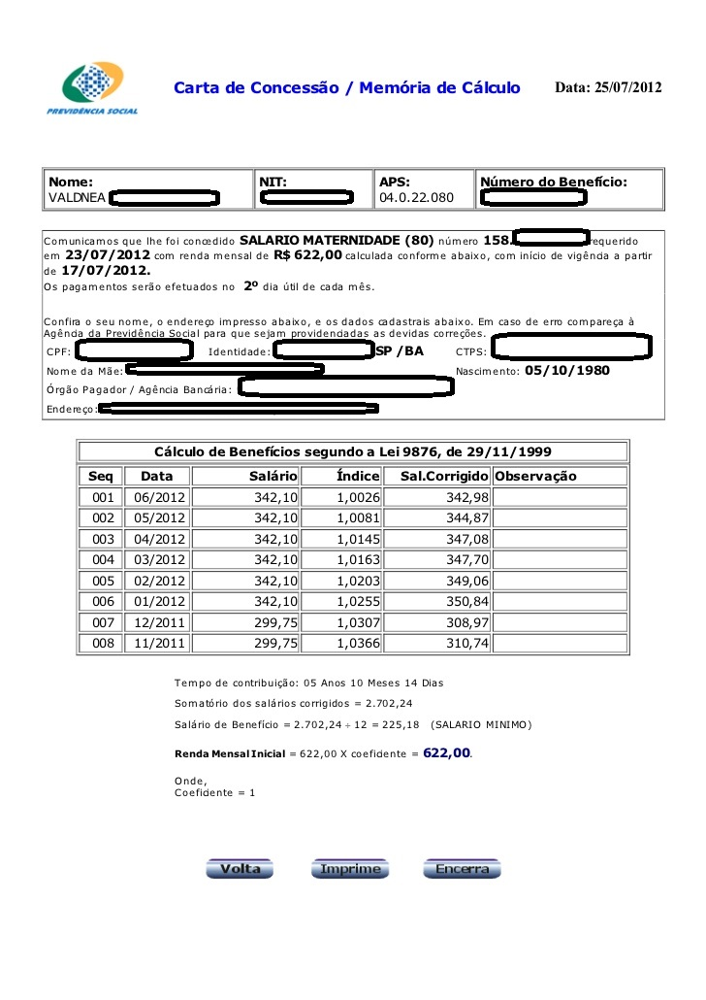 PREVIDÊNCIA SOCIAL
Carta de Concessão / Memória de Cálculo Data: 25/07/2012
Nome: NIT: APS: Número do Benefício:
VALDNEA 04.0.22.080
Comunicamos que lhe foi concedido SALARIO MATERNIDADE (80) número 158. requerido
em 23/07/2012 com renda mensal de R$ 622,00 calculada conforme abaixo, com início de vigência a partir
de 17/07/2012.
Os pagamentos serão efetuados no 2º dia útil de cada mês.
Confira o seu nome, o endereço impresso abaixo, e os dados cadastrais abaixo. Em caso de erro compareça à
Agência da Previdência Social para que sejam providenciadas as devidas correções.
CPF: Identidade: SP /BA CTPS:
Nome da Mãe: Nascimento: 05/10/1980
Órgão Pagador / Agência Bancária:
Endereço:
Cálculo de Benefícios segundo a Lei 9876, de 29/11/1999
Seq Data Salário Índice Sal.Corrigido Observação
001 06/2012 342,10 1,0026 342,98
002 05/2012 342,10 1,0081 344,87
003 04/2012 342,10 1,0145 347,08
004 03/2012 342,10 1,0163 347,70
005 02/2012 342,10 1,0203 349,06
006 01/2012 342,10 1,0255 350,84
007 12/2011 299,75 1,0307 308,97
008 11/2011 299,75 1,0366 310,74
Tempo de contribuição: 05 Anos 10 Meses 14 Dias
Somatório dos salários corrigidos = 2.702,24
Salário de Benefício = 2.702,24 ÷ 12 = 225,18 (SALARIO MINIMO)
Renda Mensal Inicial = 622,00 X coeficiente = 622,00.
Onde,
Coeficiente = 1
Volta Imprime Encerra